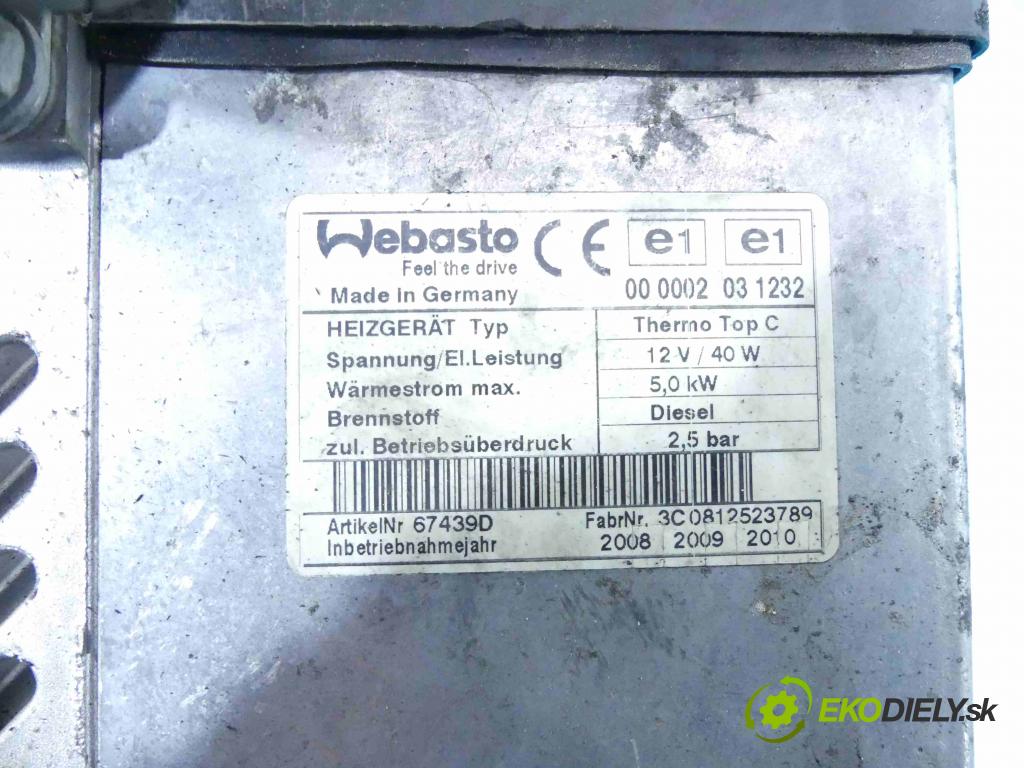 Webasto CE e1 e1
Feel the drive
Made in Germany 00 0002 03 1232
HEIZGERÄT Typ Thermo Top C
Spannung/El.Leistung 12 V / 40 W
Wärmestrom max. 5,0 kW
Brennstoff Diesel
zul. Betriebsüberdruck 2,5 bar
ArtikelNr 67439D FabrNr. 3C0812523789
Inbetriebnahmejahr 2008 2009 2010
EKODIELY.sk